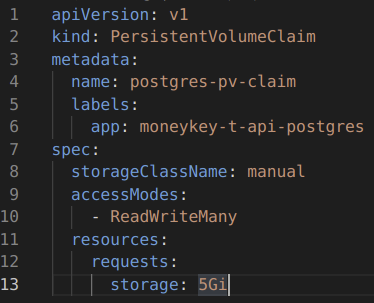 1 apiVersion: v1
2 kind: PersistentVolumeClaim
3 metadata:
4   name: postgres-pv-claim
5   labels:
6     app: moneykey-t-api-postgres
7 spec:
8   storageClassName: manual
9   accessModes:
10     - ReadWriteMany
11   resources:
12     requests:
13       storage: 5Gi